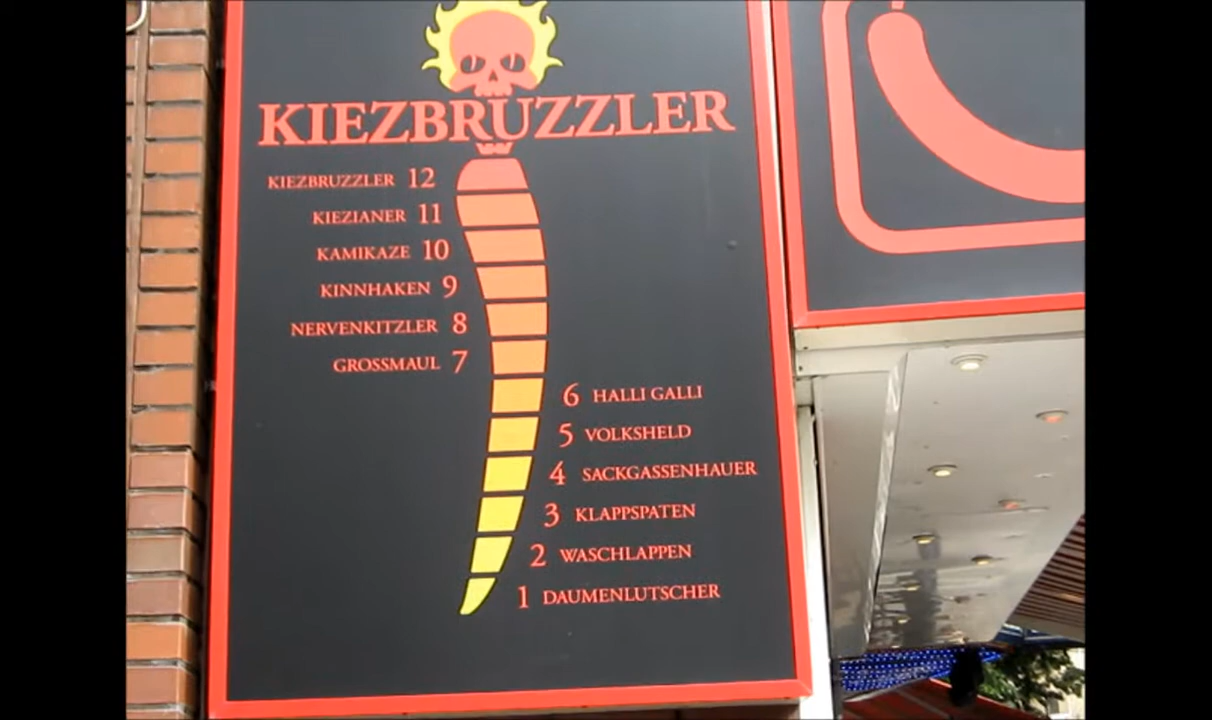 KIEZBRUZZLER
KIEZBRUZZLER 12
KIEZIANER 11
KAMIKAZE 10
KINNHAKEN 9
NERVENKITZLER 8
GROSSMAUL 7
6 HALLI GALLI
5 VOLKSHELD
4 SACKGASSENHAUER
3 KLAPPSPATEN
2 WASCHLAPPEN
1 DAUMENLUTSCHER